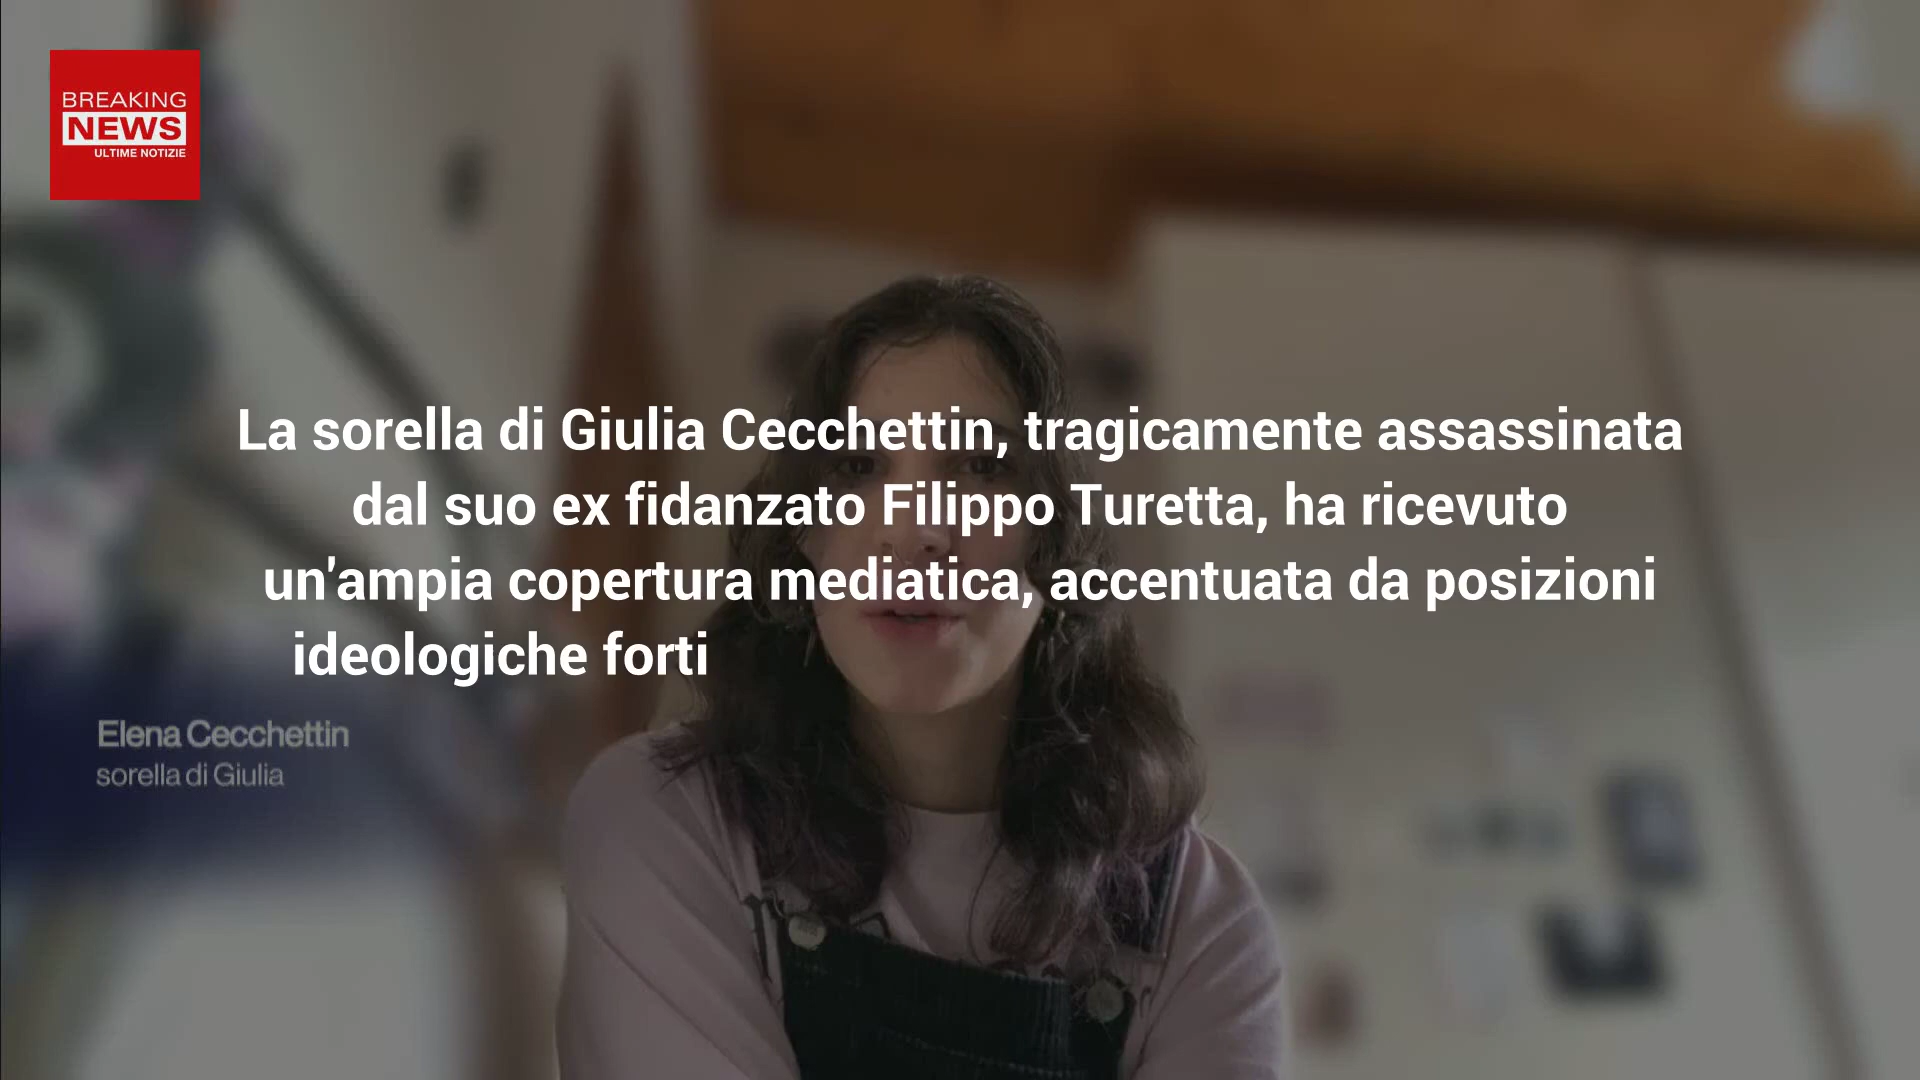 BREAKING
NEWS
ULTIME NOTIZIE
La sorella di Giulia Cecchettin, tragicamente assassinata
dal suo ex fidanzato Filippo Turetta, ha ricevuto
un'ampia copertura mediatica, accentuata da posizioni
ideologiche forti
Elena Cecchettin
sorella di Giulia